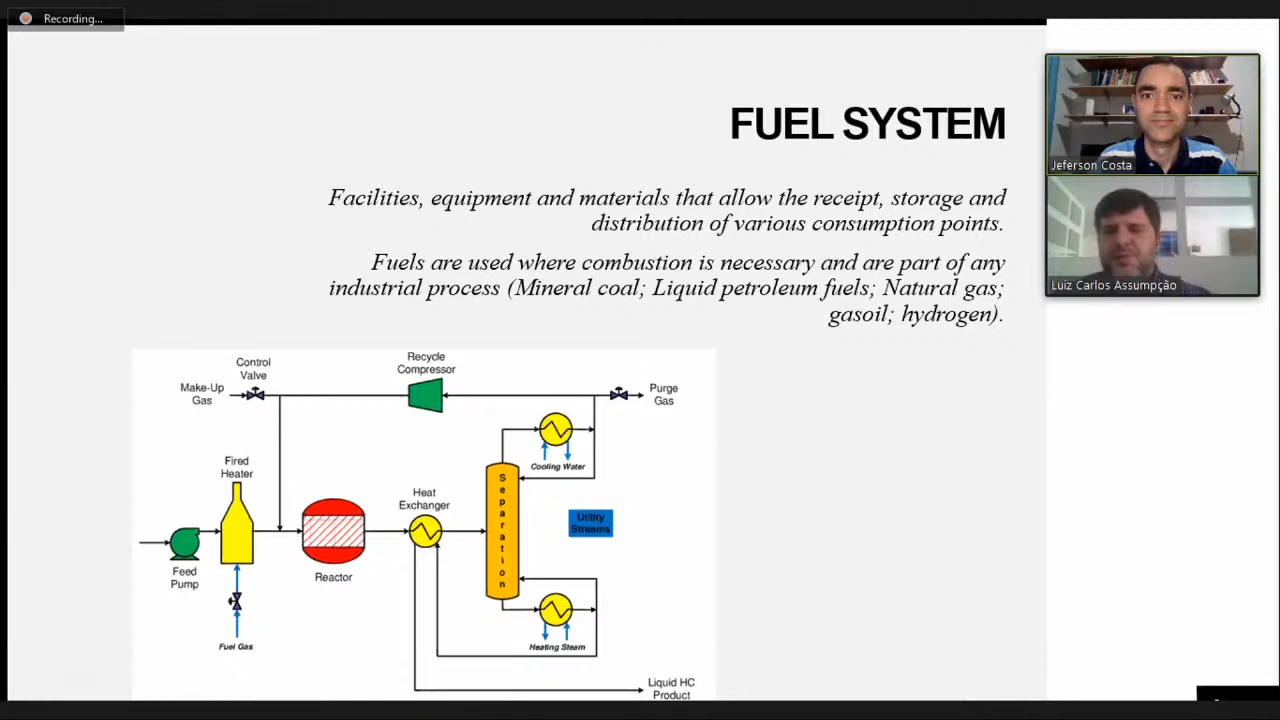 Recording...
FUEL SYSTEM
Facilities, equipment and materials that allow the receipt, storage and
distribution of various consumption points.
Fuels are used where combustion is necessary and are part of any
industrial process (Mineral coal; Liquid petroleum fuels; Natural gas;
gasoil; hydrogen).
Jeferson Costa
Luiz Carlos Assumpção
Control
Valve
Recycle
Compressor
Make-Up
Gas
Purge
Gas
Cooling Water
Fired
Heater
Heat
Exchanger
Separation
Utility
Streams
Feed
Pump
Reactor
Fuel Gas
Heating Steam
Liquid HC
Product